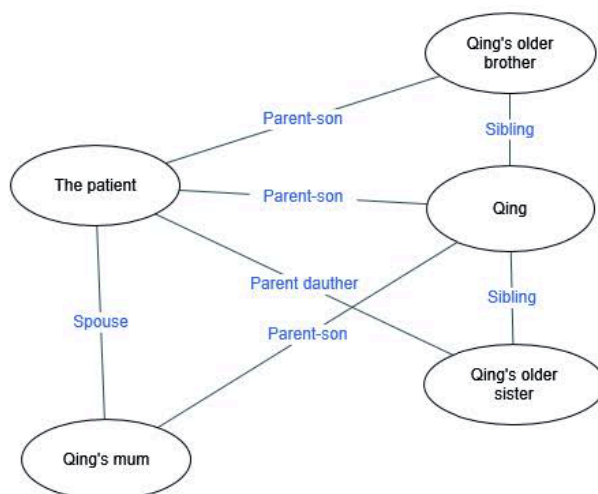 Qing's older
brother
Parent-son
Sibling
The patient
Parent-son
Qing
Parent dauther
Sibling
Spouse
Parent-son
Qing's older
sister
Qing's mum